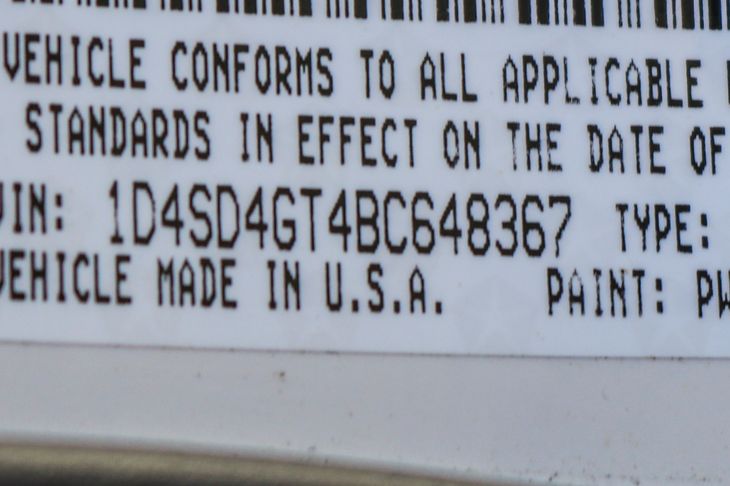 VEHICLE CONFORMS TO ALL APPLICABLE
STANDARDS IN EFFECT ON THE DATE OF
VIN: 1D4SD4GT4BC648367 TYPE:
VEHICLE MADE IN U.S.A. PAINT: PW